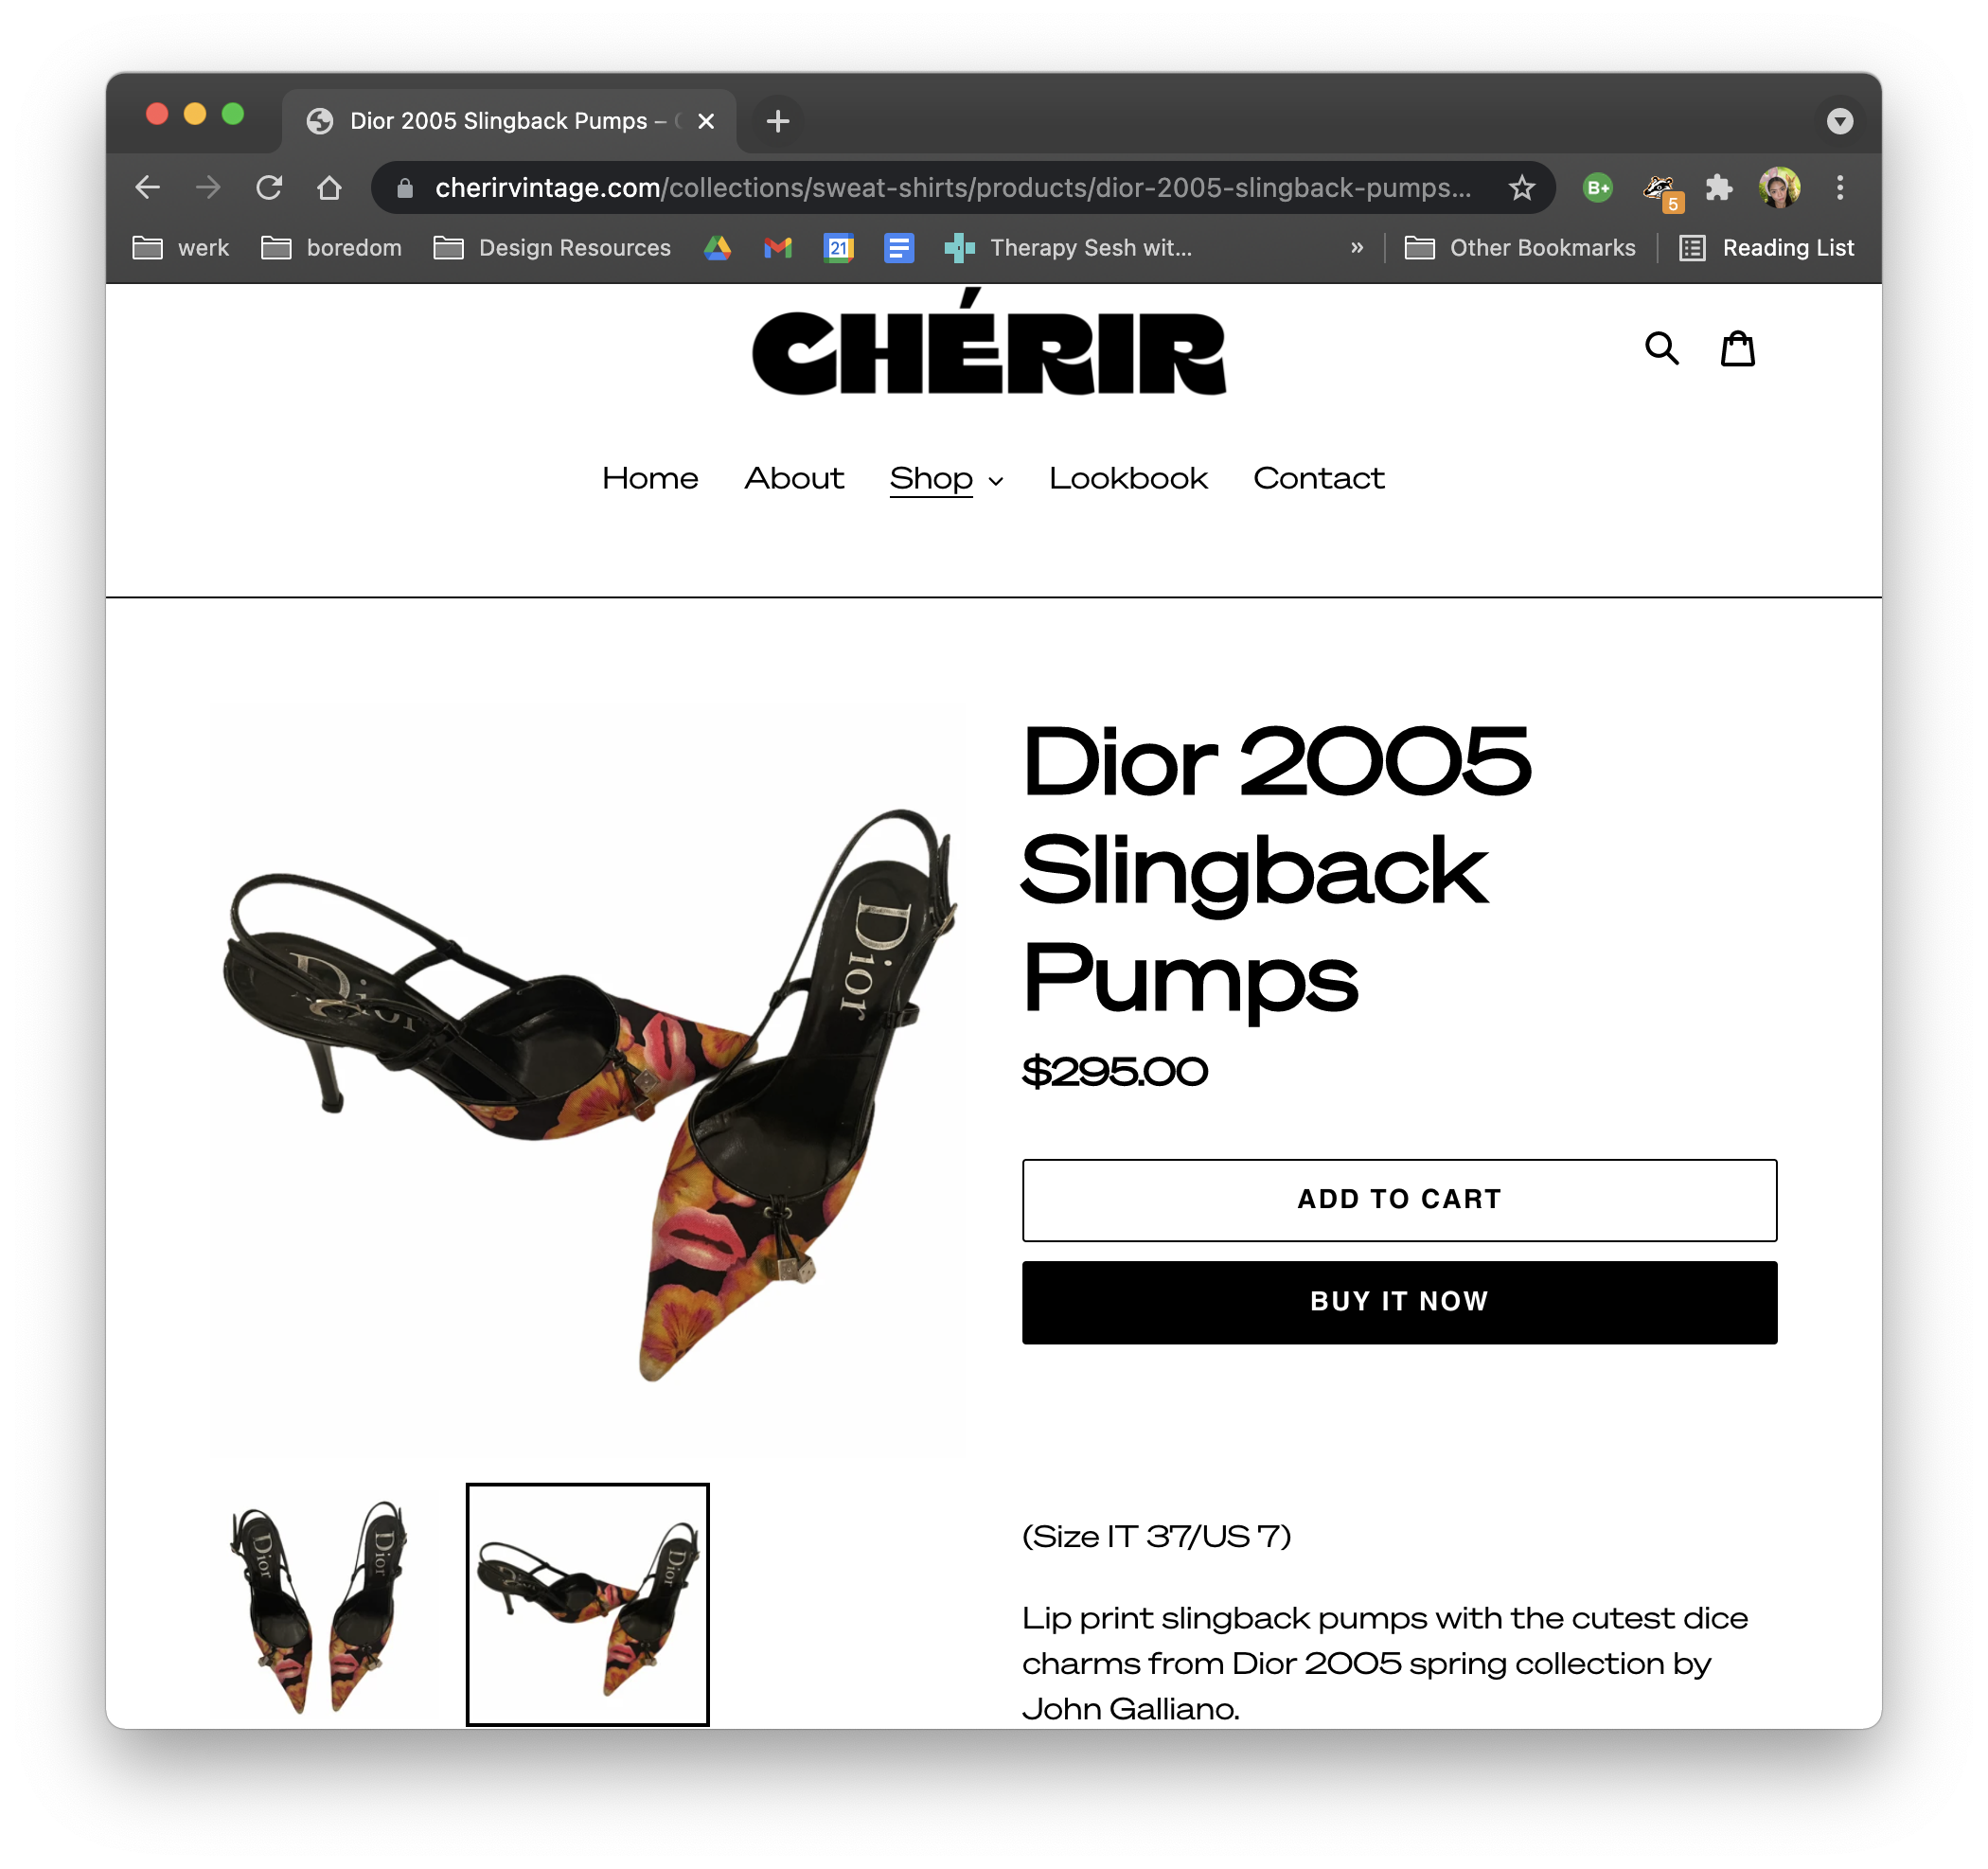 Dior 2005 Slingback Pumps –
cherirvintage.com/collections/sweat-shirts/products/dior-2005-slingback-pumps...
B+
5
werk
boredom
Design Resources
21
Therapy Sesh wit...
»
Other Bookmarks
Reading List
CHÉRIR
Home About Shop Lookbook Contact
Dior 2005
Slingback
Pumps
$295.00
Dior
Dior
ADD TO CART
BUY IT NOW
Dior
Dior
Dior
(Size IT 37/US 7)
Lip print slingback pumps with the cutest dice
charms from Dior 2005 spring collection by
John Galliano.